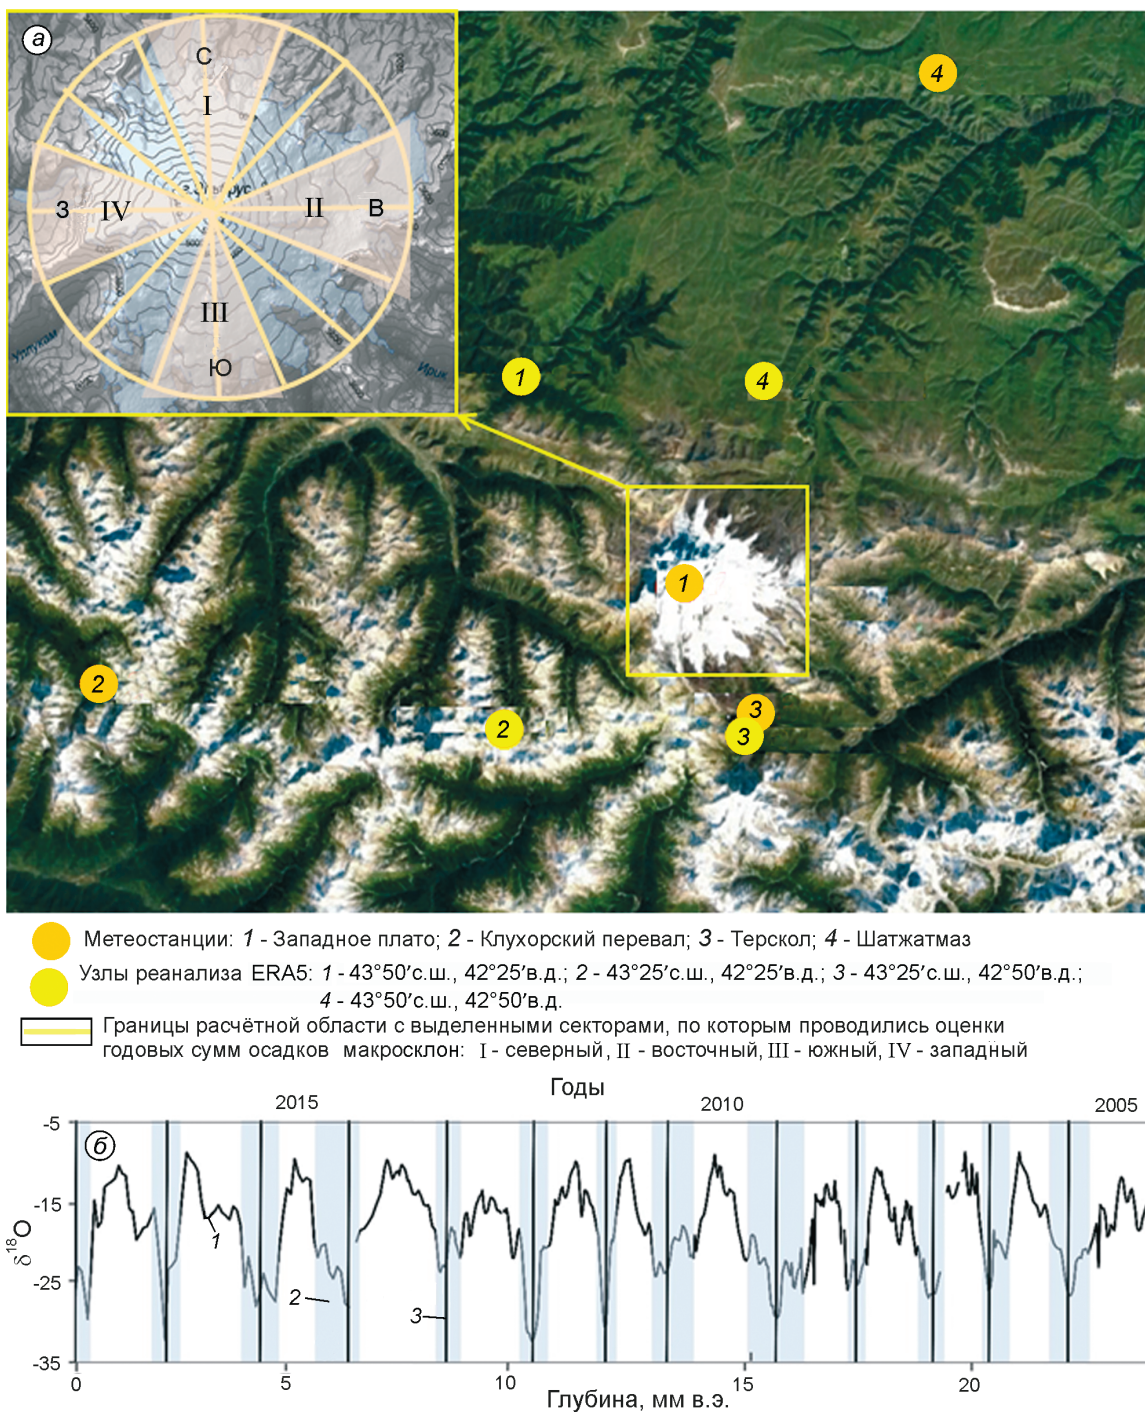 а
С
I
г. Эльбрус
З
IV
II
В
5000
III
Ю
Уллукам
Ирик
4
1
4
1
2
2
3
3
Метеостанции: 1 - Западное плато; 2 - Клухорский перевал; 3 - Терскол; 4 - Шатжатмаз
Узлы реанализа ERA5: 1 - 43°50′с.ш., 42°25′в.д.; 2 - 43°25′с.ш., 42°25′в.д.; 3 - 43°25′с.ш., 42°50′в.д.;
4 - 43°50′с.ш., 42°50′в.д.
Границы расчётной области с выделенными секторами, по которым проводились оценки
годовых сумм осадков макросклон: I - северный, II - восточный, III - южный, IV - западный
Годы
2015 2010 2005
-5
б
-15
1
δ18O
-25
2
3
-35
0 5 10 15 20
Глубина, мм в.э.